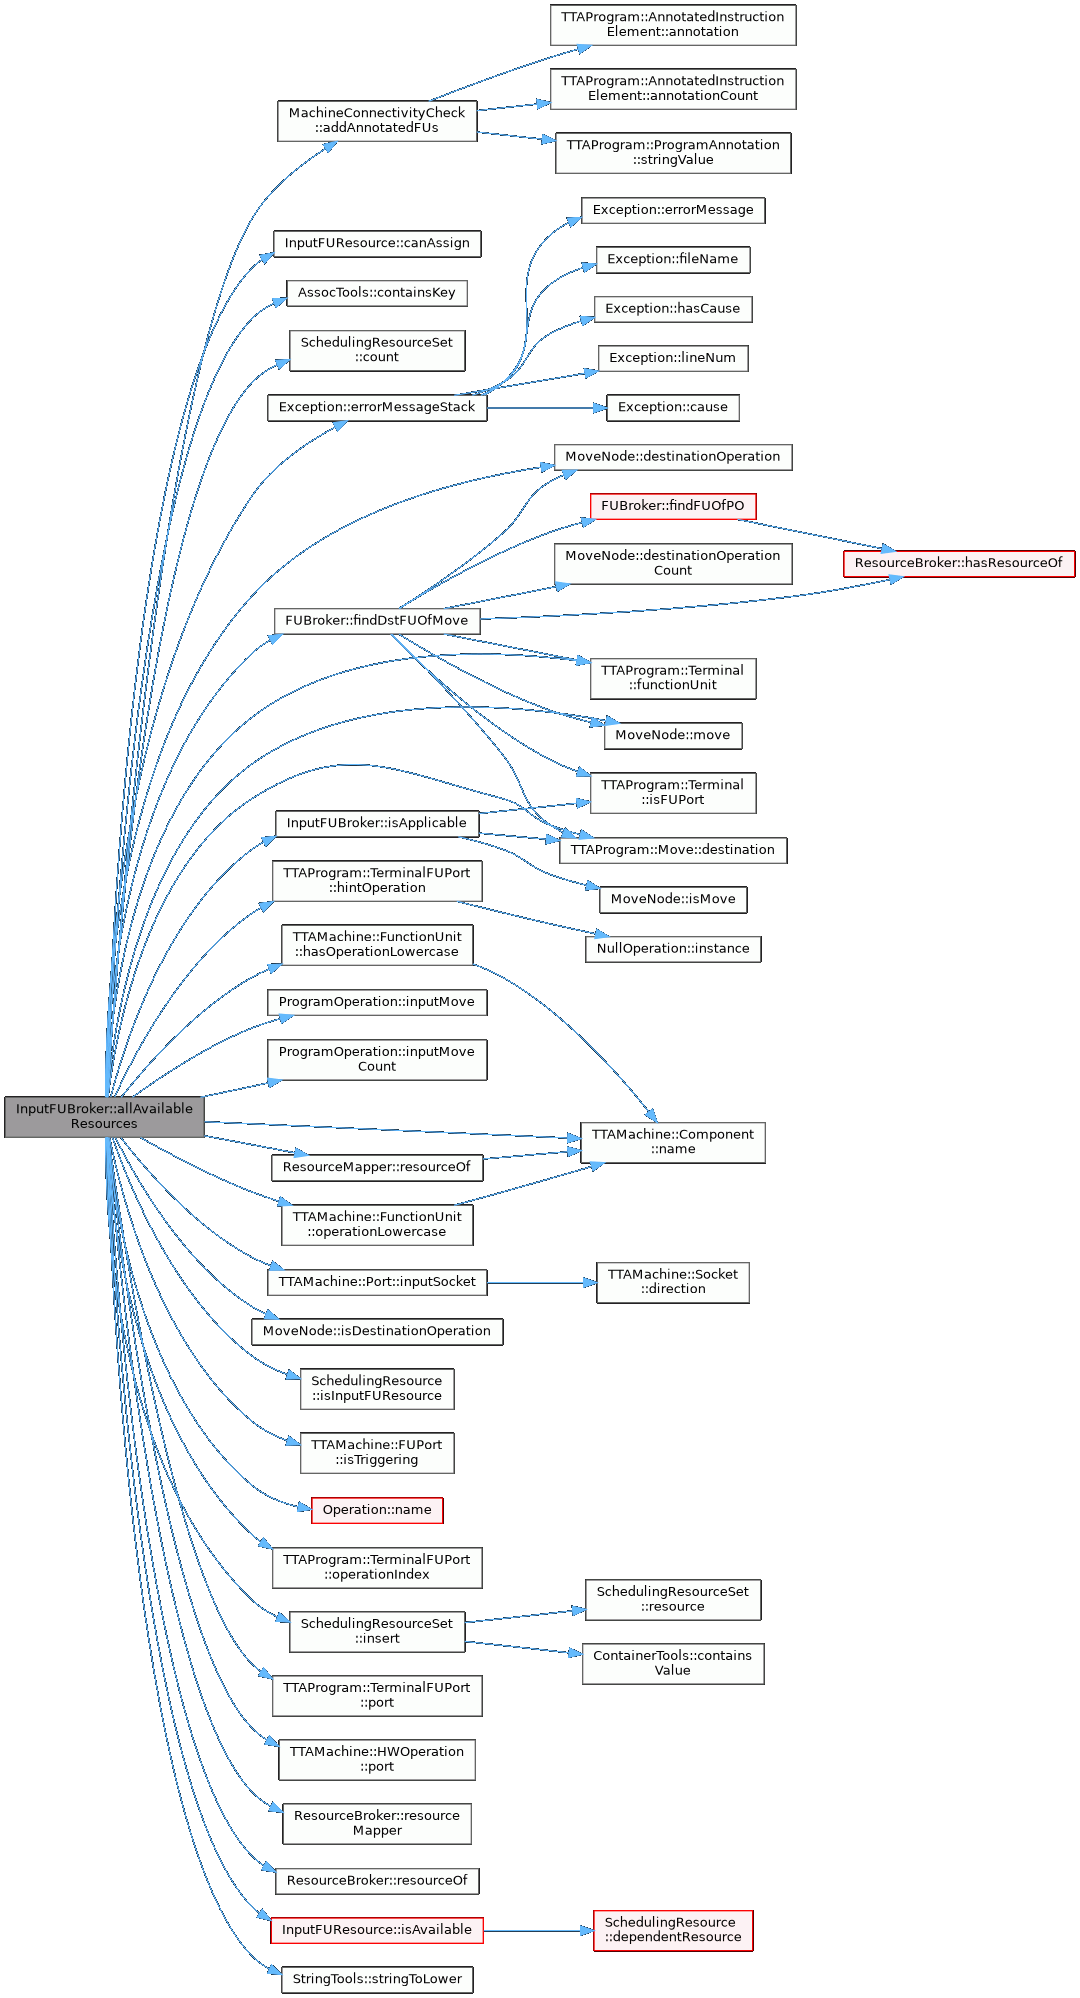 TTAProgram::AnnotatedInstruction
Element::annotation
TTAProgram::AnnotatedInstruction
Element::annotationCount
MachineConnectivityCheck
::addAnnotatedFUs
TTAProgram::ProgramAnnotation
::stringValue
Exception::errorMessage
InputFUResource::canAssign
Exception::fileName
AssocTools::containsKey
Exception::hasCause
SchedulingResourceSet
::count
Exception::lineNum
Exception::errorMessageStack
Exception::cause
MoveNode::destinationOperation
FUBroker::findFUOfPO
MoveNode::destinationOperation
Count
ResourceBroker::hasResourceOf
FUBroker::findDstFUOfMove
TTAProgram::Terminal
::functionUnit
MoveNode::move
TTAProgram::Terminal
::isFUPort
InputFUBroker::isApplicable
TTAProgram::Move::destination
TTAProgram::TerminalFUPort
::hintOperation
MoveNode::isMove
TTAMachine::FunctionUnit
::hasOperationLowercase
NullOperation::instance
ProgramOperation::inputMove
ProgramOperation::inputMove
Count
InputFUBroker::allAvailable
Resources
TTAMachine::Component
::name
ResourceMapper::resourceOf
TTAMachine::FunctionUnit
::operationLowercase
TTAMachine::Port::inputSocket
TTAMachine::Socket
::direction
MoveNode::isDestinationOperation
SchedulingResource
::isInputFUResource
TTAMachine::FUPort
::isTriggering
Operation::name
TTAProgram::TerminalFUPort
::operationIndex
SchedulingResourceSet
::resource
SchedulingResourceSet
::insert
ContainerTools::contains
Value
TTAProgram::TerminalFUPort
::port
TTAMachine::HWOperation
::port
ResourceBroker::resource
Mapper
ResourceBroker::resourceOf
InputFUResource::isAvailable
SchedulingResource
::dependentResource
StringTools::stringToLower